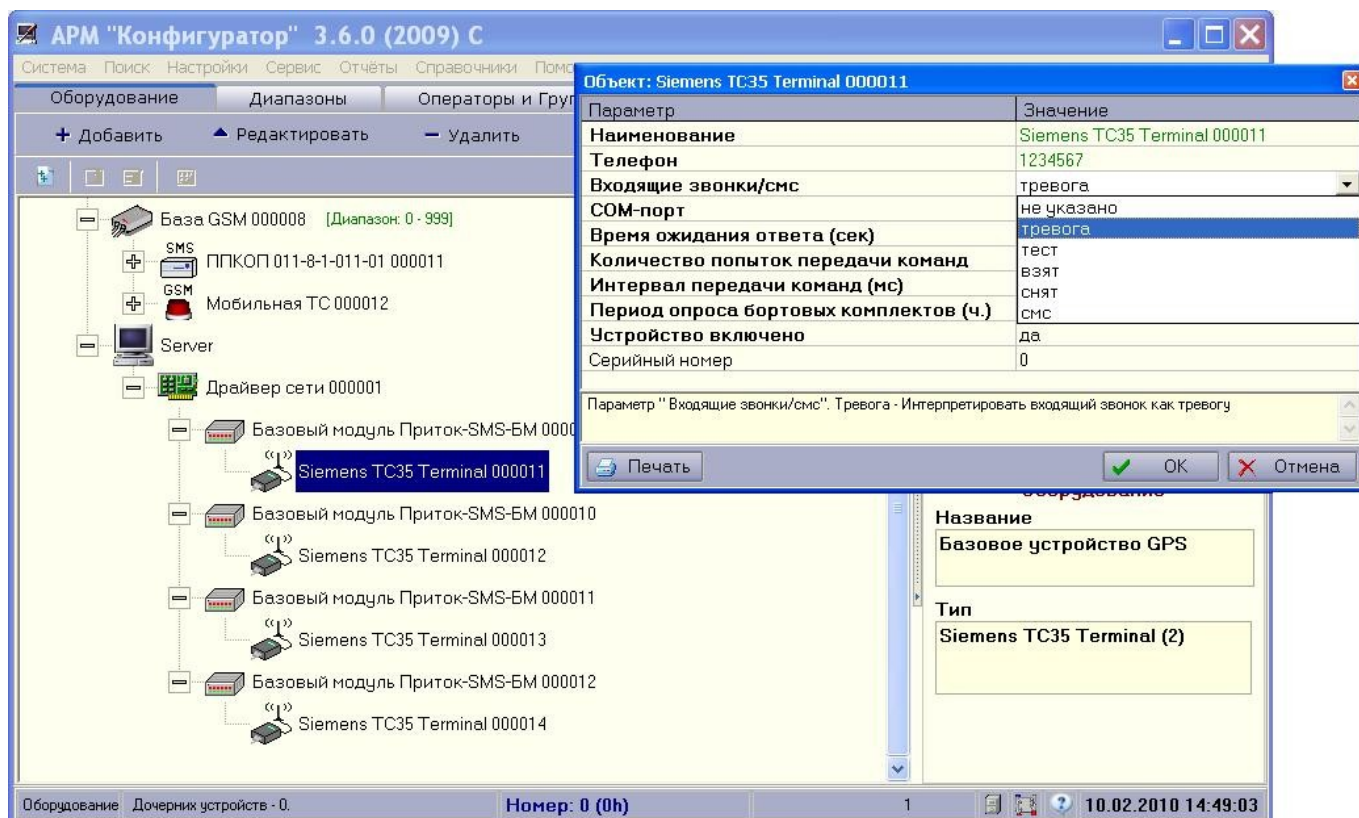 АРМ "Конфигуратор" 3.6.0 (2009) С
Система Поиск Настройки Сервис Отчёты Справочники
Оборудование Диапазоны Операторы и
Добавить Редактировать Удалить
База GSM 000008 [Диапазон: 0 - 999]
SMS
ППКОП 011-8-1-011-01 000011
GSM
Мобильная ТС 000012
Server
Драйвер сети 000001
Базовый модуль Приток-SMS-БМ
Siemens TC35 Terminal 000011
Базовый модуль Приток-SMS-БМ 000010
Siemens TC35 Terminal 000012
Базовый модуль Приток-SMS-БМ 000011
Siemens TC35 Terminal 000013
Базовый модуль Приток-SMS-БМ 000012
Siemens TC35 Terminal 000014
Объект: Siemens TC35 Terminal 000011
Параметр Значение
Наименование Siemens TC35 Terminal 000011
Телефон 1234567
Входящие звонки/смс тревога
COM-порт не указано
тревога
Время ожидания ответа (сек)
тест
Количество попыток передачи команд
взят
Интервал передачи команд (мс)
снят
Период опроса бортовых комплектов (ч.)
смс
Устройство включено да
Серийный номер 0
Параметр " Входящие звонки/смс". Тревога - Интерпретировать входящий звонок как тревогу
Печать OK Отмена
Название
Базовое устройство GPS
Тип
Siemens TC35 Terminal (2)
Оборудование Дочерних устройств - 0. Номер: 0 (0h) 1 10.02.2010 14:49:03